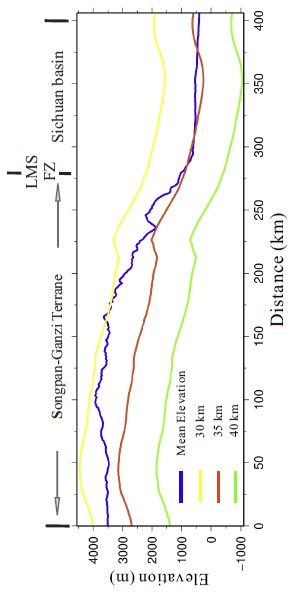 LMS
FZ
Songpan-Ganzi Terrane
Sichuan basin
Elevation (m)
4000
3000
2000
1000
0
-1000
Mean Elevation
30 km
35 km
40 km
0
50
100
150
200
250
300
350
400
Distance (km)